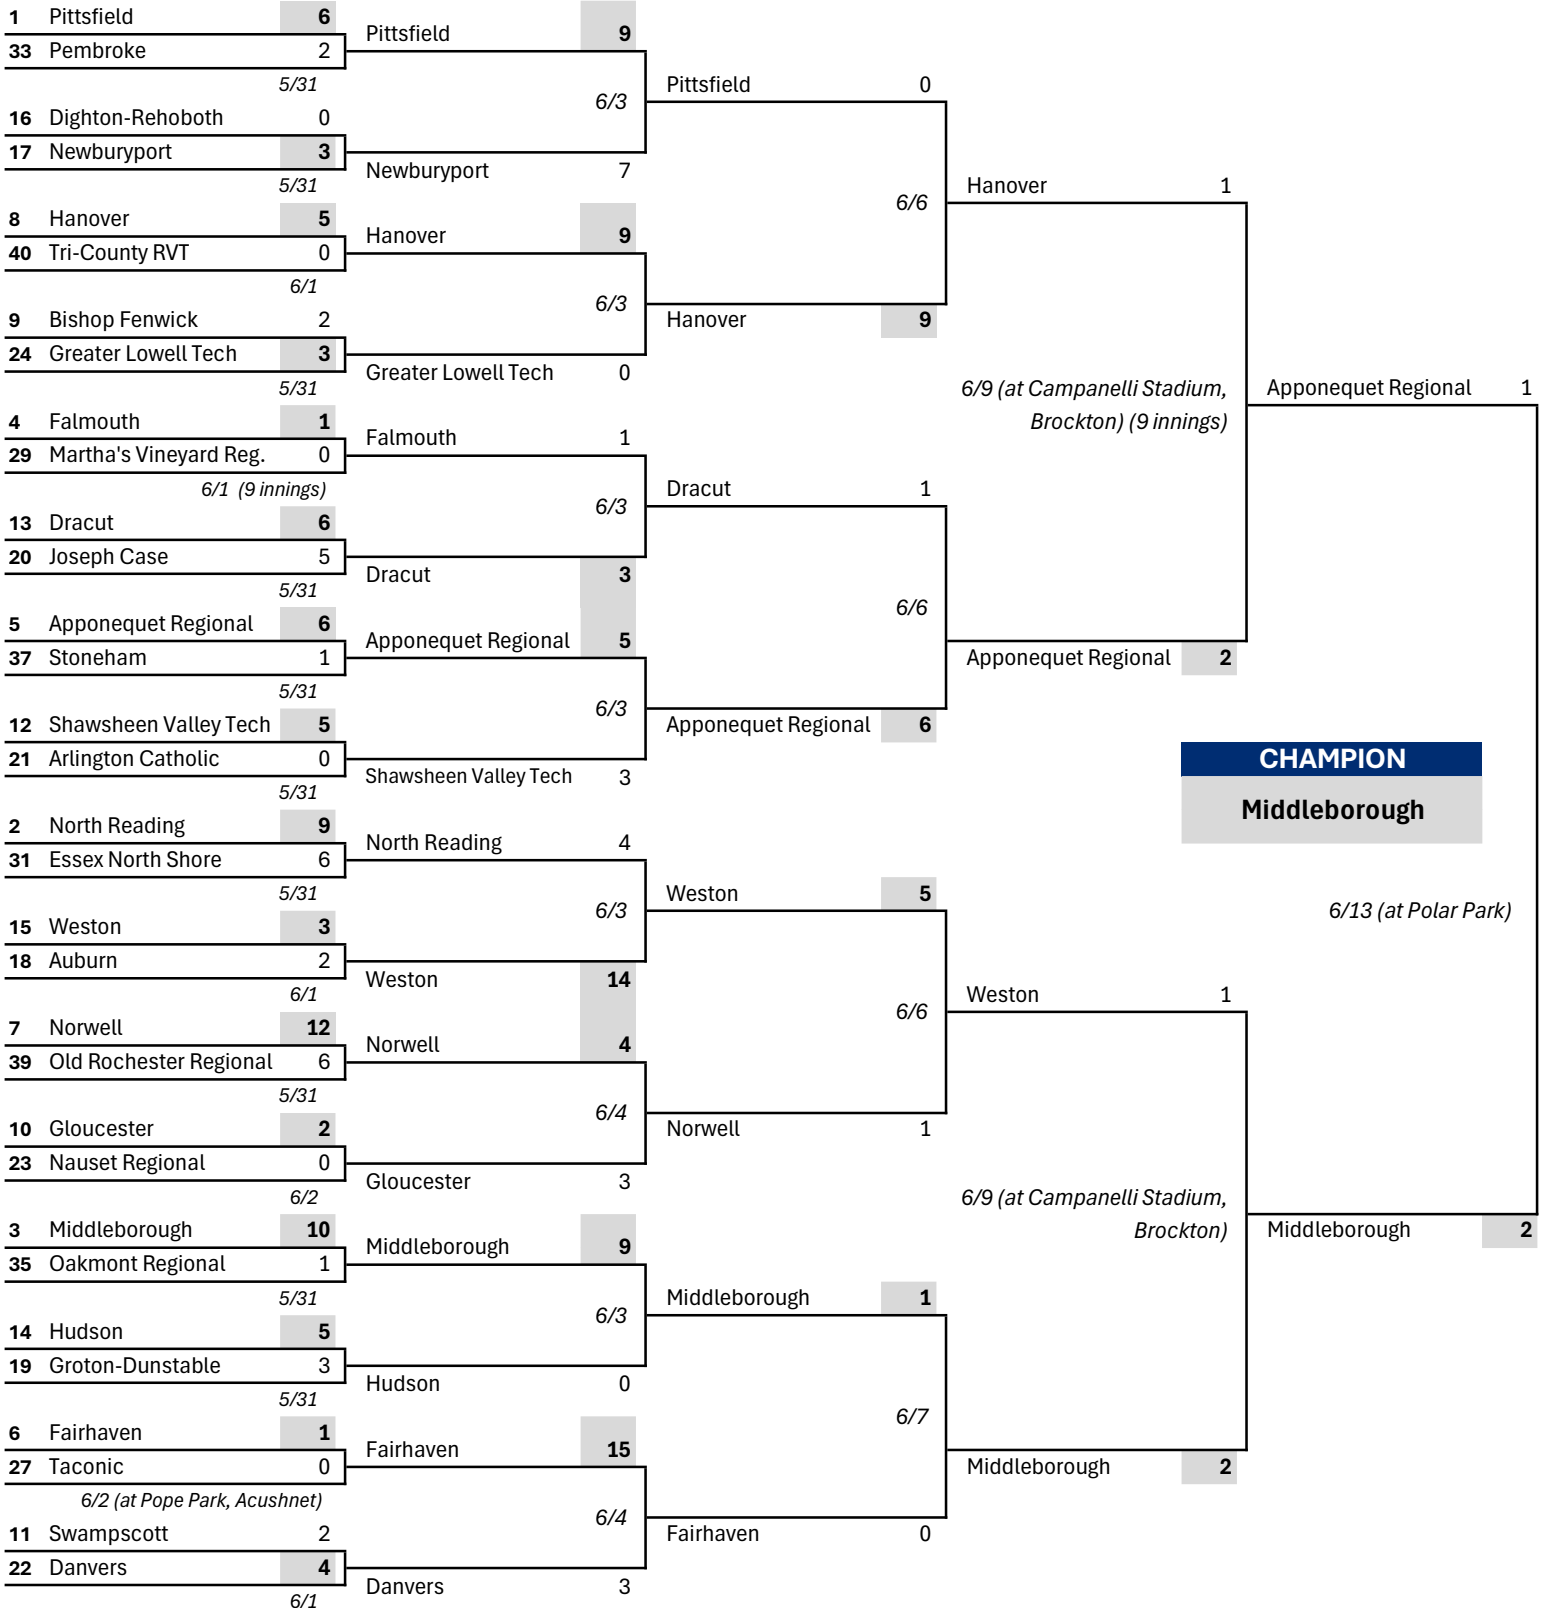 1 Pittsfield 6
33 Pembroke 2
5/31
16 Dighton-Rehoboth 0
17 Newburyport 3
5/31
8 Hanover 5
40 Tri-County RVT 0
6/1
9 Bishop Fenwick 2
24 Greater Lowell Tech 3
5/31
4 Falmouth 1
29 Martha's Vineyard Reg. 0
6/1 (9 innings)
13 Dracut 6
20 Joseph Case 5
5/31
5 Apponequet Regional 6
37 Stoneham 1
5/31
12 Shawsheen Valley Tech 5
21 Arlington Catholic 0
5/31
2 North Reading 9
31 Essex North Shore 6
5/31
15 Weston 3
18 Auburn 2
6/1
7 Norwell 12
39 Old Rochester Regional 6
5/31
10 Gloucester 2
23 Nauset Regional 0
6/2
3 Middleborough 10
35 Oakmont Regional 1
5/31
14 Hudson 5
19 Groton-Dunstable 3
5/31
6 Fairhaven 1
27 Taconic 0
6/2 (at Pope Park, Acushnet)
11 Swampscott 2
22 Danvers 4
6/1
Pittsfield 9
6/3
Newburyport 7
Hanover 9
6/3
Greater Lowell Tech 0
Falmouth 1
6/3
Dracut 3
Apponequet Regional 5
6/3
Shawsheen Valley Tech 3
North Reading 4
6/3
Weston 14
Norwell 4
6/4
Gloucester 3
Middleborough 9
6/3
Hudson 0
Fairhaven 15
6/4
Danvers 3
Pittsfield 0
6/6
Hanover 9
Dracut 1
6/6
Apponequet Regional 6
Weston 5
6/6
Norwell 1
Middleborough 1
6/7
Fairhaven 0
Hanover 1
6/9 (at Campanelli Stadium,
Brockton) (9 innings)
Apponequet Regional 2
Weston 1
6/9 (at Campanelli Stadium,
Brockton)
Middleborough 2
Apponequet Regional 1
CHAMPION
Middleborough
6/13 (at Polar Park)
Middleborough 2